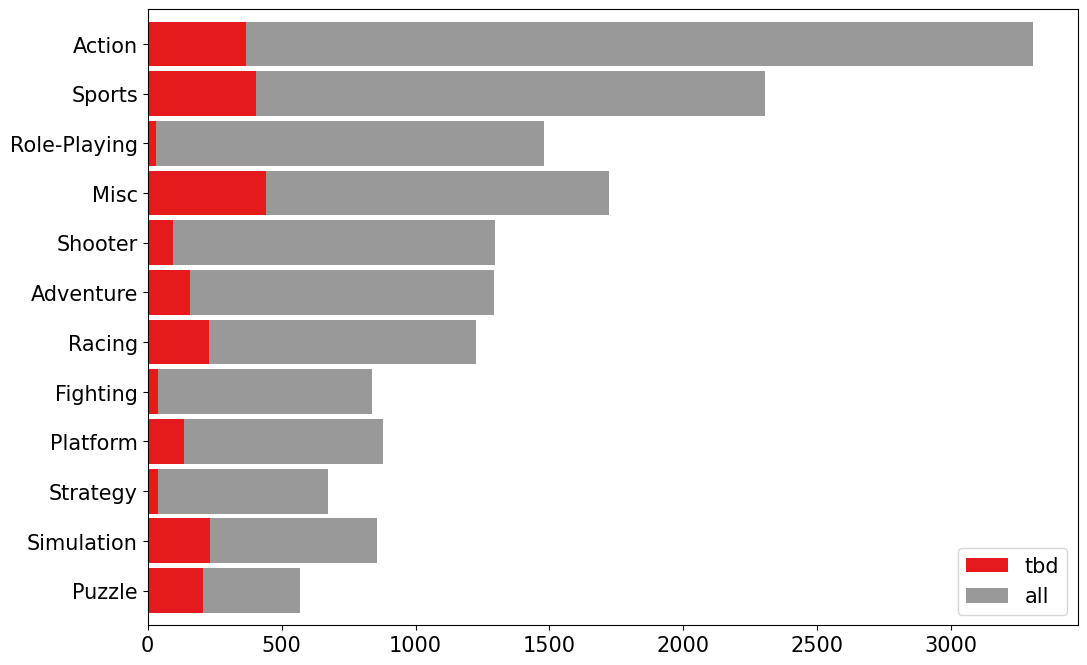 Action
Sports
Role-Playing
Misc
Shooter
Adventure
Racing
Fighting
Platform
Strategy
Simulation
Puzzle
tbd
all
0 500 1000 1500 2000 2500 3000